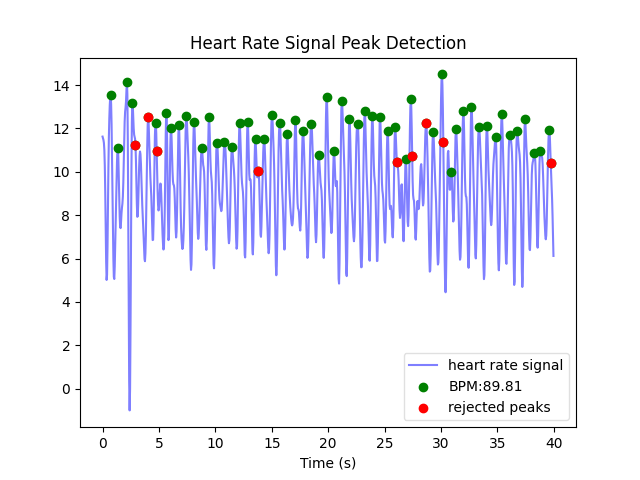 Heart Rate Signal Peak Detection
14
12
10
8
6
4
2
0
heart rate signal
BPM:89.81
rejected peaks
0 5 10 15 20 25 30 35 40
Time (s)